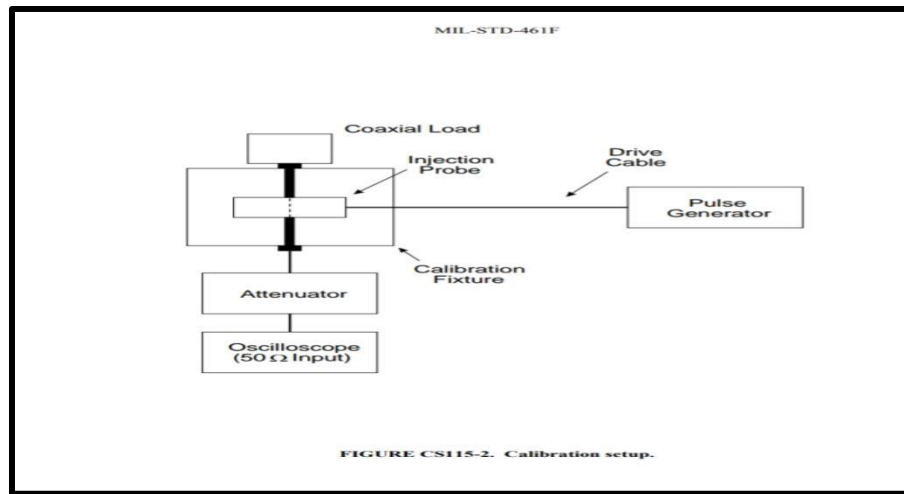 MIL-STD-461F
Coaxial Load
Injection
Probe
Drive
Cable
Pulse
Generator
Calibration
Fixture
Attenuator
Oscilloscope
(50 Ω Input)
FIGURE CS115-2. Calibration setup.